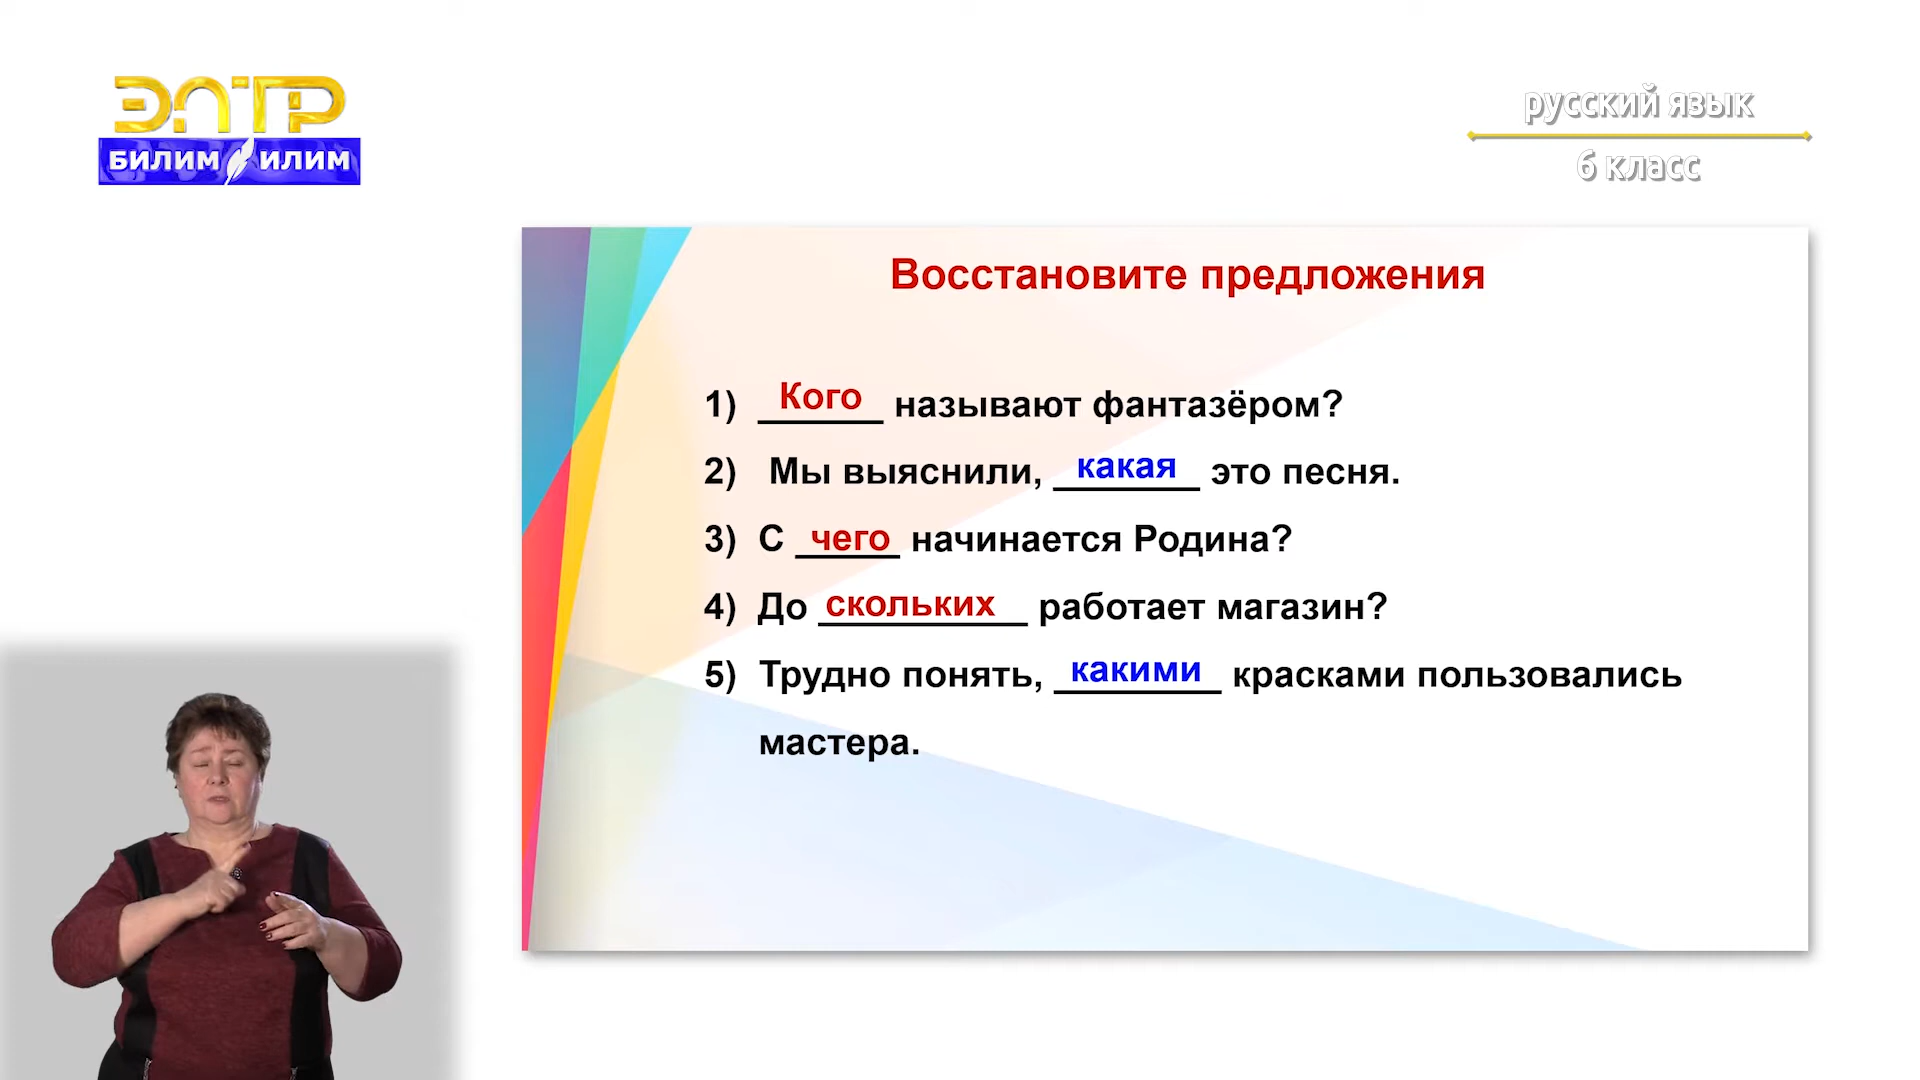 ЭЛТР
БИЛИМ ИЛИМ
русский язык
6 класс
Восстановите предложения
1) Кого называют фантазёром?
2) Мы выяснили, какая это песня.
3) С чего начинается Родина?
4) До скольких работает магазин?
5) Трудно понять, какими красками пользовались
мастера.